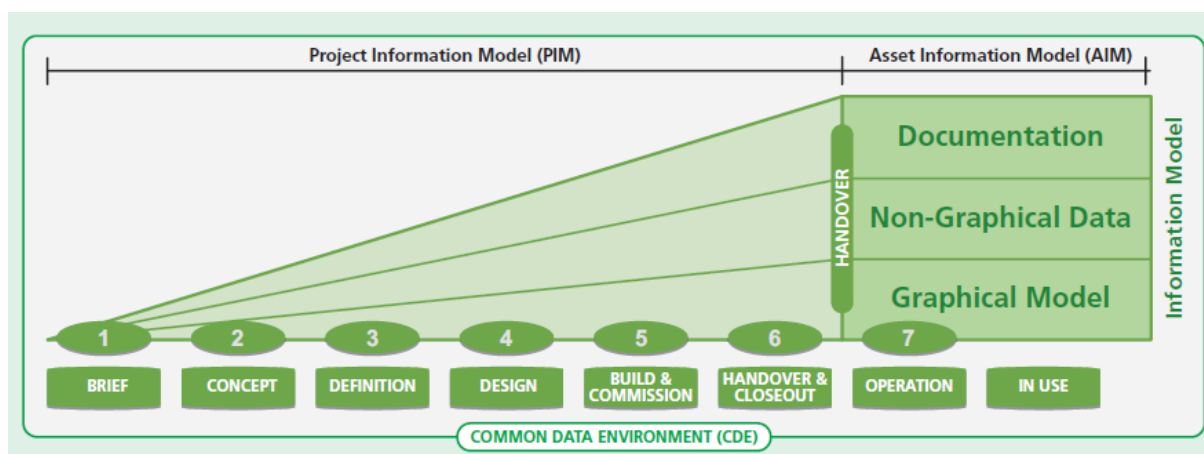 Project Information Model (PIM)
Asset Information Model (AIM)
Documentation
Non-Graphical Data
Graphical Model
HANDOVER
Information Model
1
2
3
4
5
6
7
BRIEF
CONCEPT
DEFINITION
DESIGN
BUILD &
COMMISSION
HANDOVER &
CLOSEOUT
OPERATION
IN USE
COMMON DATA ENVIRONMENT (CDE)